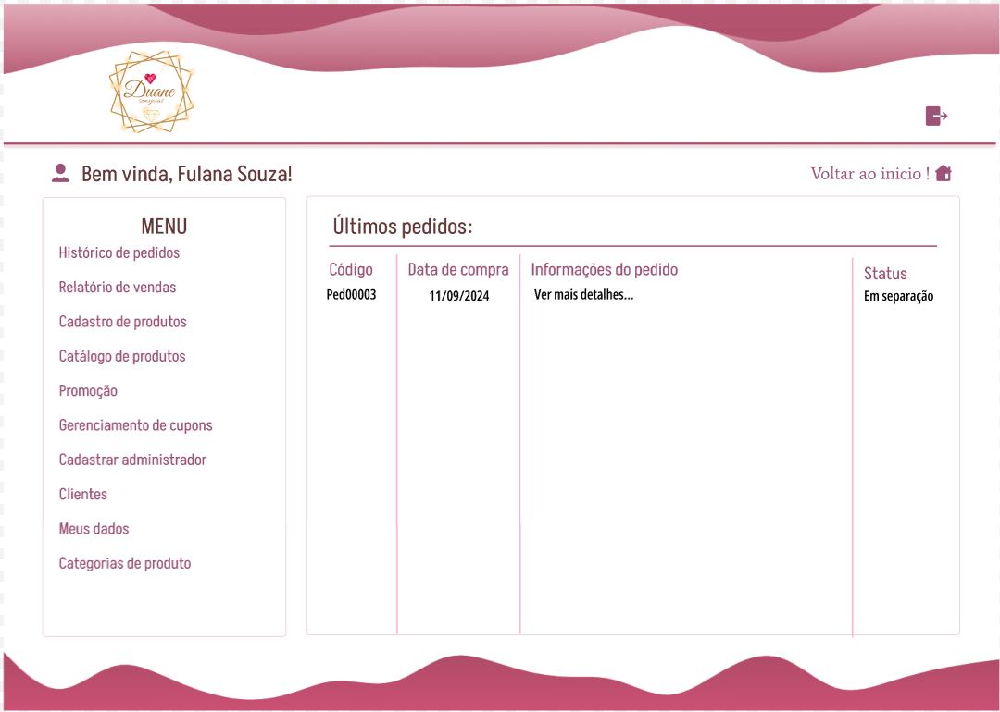 Duane
Bem vinda, Fulana Souza!
Voltar ao inicio !
MENU
Histórico de pedidos
Relatório de vendas
Cadastro de produtos
Catálogo de produtos
Promoção
Gerenciamento de cupons
Cadastrar administrador
Clientes
Meus dados
Categorias de produto
Últimos pedidos:
Código
Data de compra
Informações do pedido
Status
Ped00003
11/09/2024
Ver mais detalhes...
Em separação